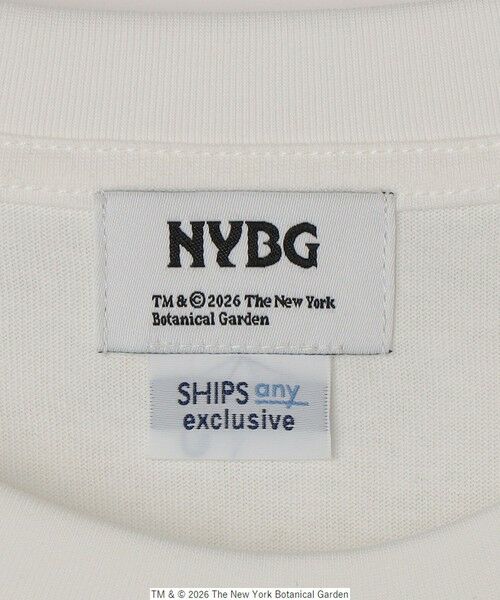 NYBG
TM & © 2026 The New York
Botanical Garden
SHIPS any
exclusive
TM & © 2026 The New York Botanical Garden